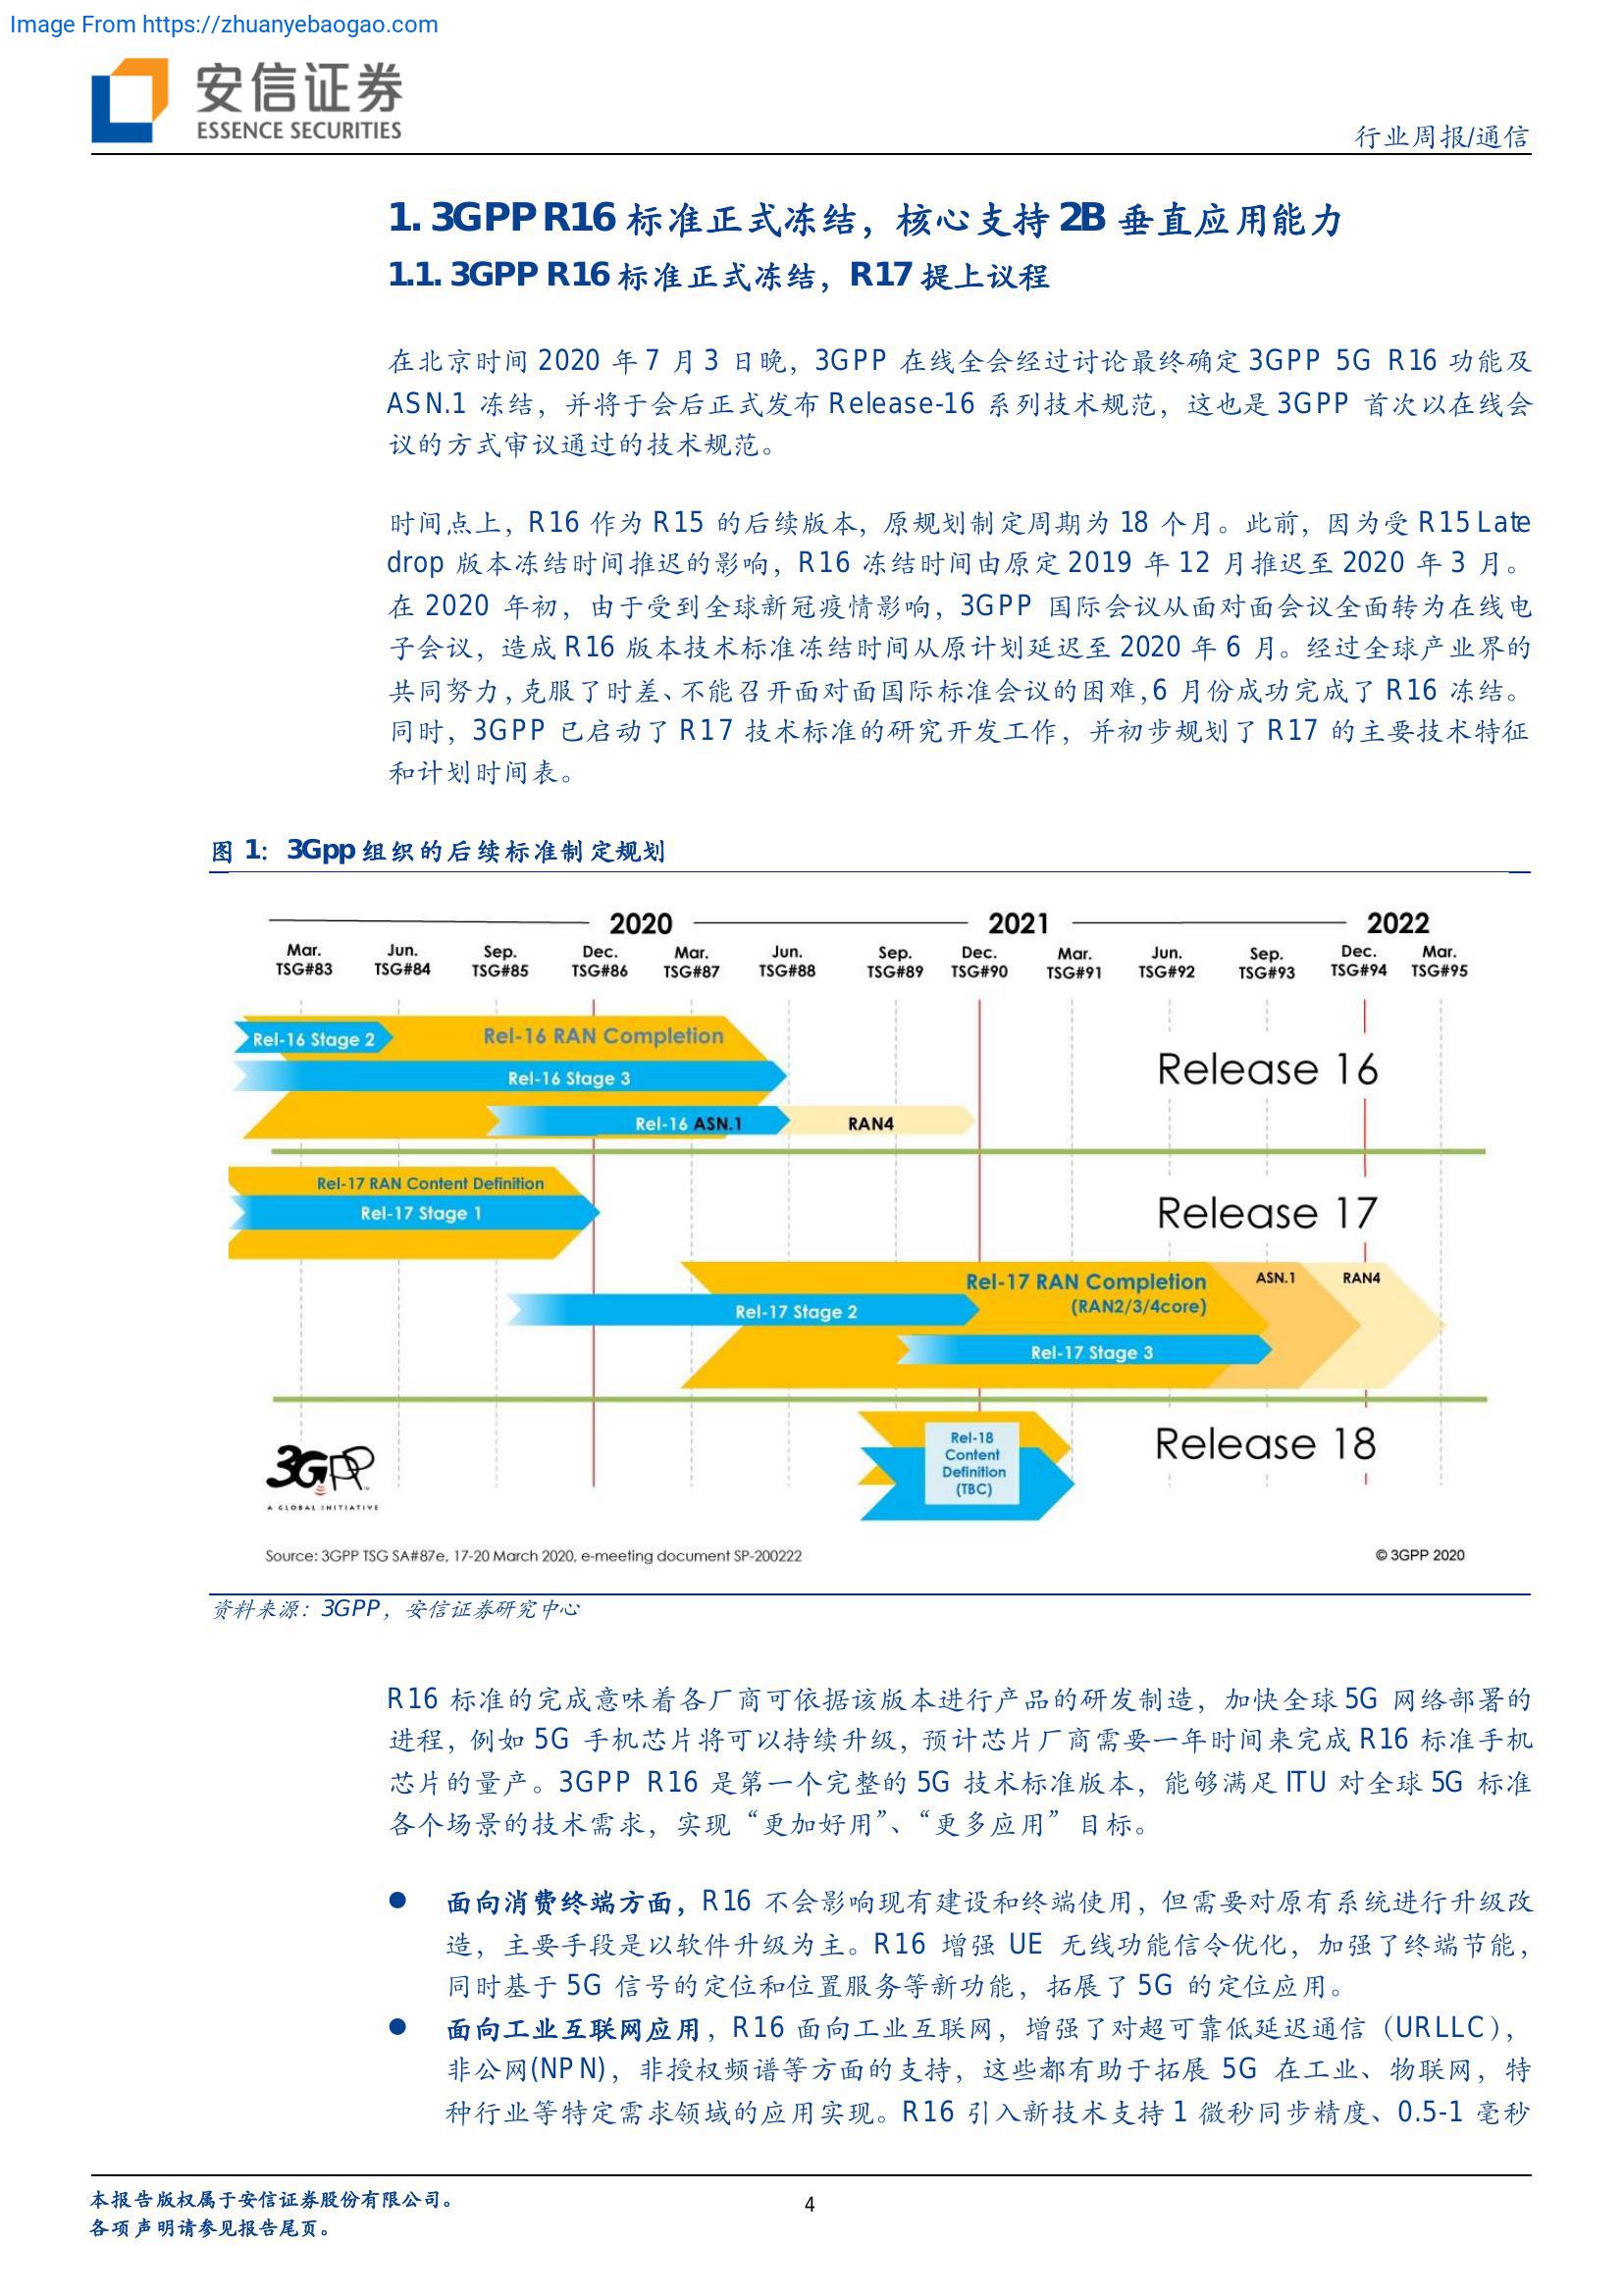 Image From https://zhuanyebaogao.com
安信证券
ESSENCE SECURITIES
行业周报/通信
1. 3GPP R16 标准正式冻结，核心支持 2B 垂直应用能力
1.1. 3GPP R16 标准正式冻结，R17 提上议程
在北京时间 2020 年 7 月 3 日晚，3GPP 在线全会经过讨论最终确定 3GPP 5G R16 功能及
ASN.1 冻结，并将于会后正式发布 Release-16 系列技术规范，这也是 3GPP 首次以在线会
议的方式审议通过的技术规范。
时间点上，R16 作为 R15 的后续版本，原规划制定周期为 18 个月。此前，因为受 R15 Late
drop 版本冻结时间推迟的影响，R16 冻结时间由原定 2019 年 12 月推迟至 2020 年 3 月。
在 2020 年初，由于受到全球新冠疫情影响，3GPP 国际会议从面对面会议全面转为在线电
子会议，造成 R16 版本技术标准冻结时间从原计划延迟至 2020 年 6 月。经过全球产业界的
共同努力，克服了时差、不能召开面对面国际标准会议的困难，6 月份成功完成了 R16 冻结。
同时，3GPP 已启动了 R17 技术标准的研究开发工作，并初步规划了 R17 的主要技术特征
和计划时间表。
图 1：3Gpp 组织的后续标准制定规划
2020 2021 2022
Mar. Jun. Sep. Dec. Mar. Jun. Sep. Dec. Mar. Jun. Sep. Dec. Mar.
TSG#83 TSG#84 TSG#85 TSG#86 TSG#87 TSG#88 TSG#89 TSG#90 TSG#91 TSG#92 TSG#93 TSG#94 TSG#95
Rel-16 Stage 2 Rel-16 RAN Completion
Rel-16 Stage 3 Release 16
Rel-16 ASN.1 RAN4
Rel-17 RAN Content Definition
Rel-17 Stage 1 Release 17
Rel-17 RAN Completion ASN.1 RAN4
(RAN2/3/4core)
Rel-17 Stage 2
Rel-17 Stage 3
Rel-18
Content
Definition
(TBC)
Release 18
3GPP
A GLOBAL INITIATIVE
Source: 3GPP TSG SA#87e, 17-20 March 2020, e-meeting document SP-200222 © 3GPP 2020
资料来源：3GPP，安信证券研究中心
R16 标准的完成意味着各厂商可依据该版本进行产品的研发制造，加快全球 5G 网络部署的
进程，例如 5G 手机芯片将可以持续升级，预计芯片厂商需要一年时间来完成 R16 标准手机
芯片的量产。3GPP R16 是第一个完整的 5G 技术标准版本，能够满足 ITU 对全球 5G 标准
各个场景的技术需求，实现“更加好用”、“更多应用”目标。
● 面向消费终端方面，R16 不会影响现有建设和终端使用，但需要对原有系统进行升级改
造，主要手段是以软件升级为主。R16 增强 UE 无线功能信令优化，加强了终端节能，
同时基于 5G 信号的定位和位置服务等新功能，拓展了 5G 的定位应用。
● 面向工业互联网应用，R16 面向工业互联网，增强了对超可靠低延迟通信（URLLC），
非公网(NPN)，非授权频谱等方面的支持，这些都有助于拓展 5G 在工业、物联网，特
种行业等特定需求领域的应用实现。R16 引入新技术支持 1 微秒同步精度、0.5-1 毫秒
本报告版权属于安信证券股份有限公司。
各项声明请参见报告尾页。
4